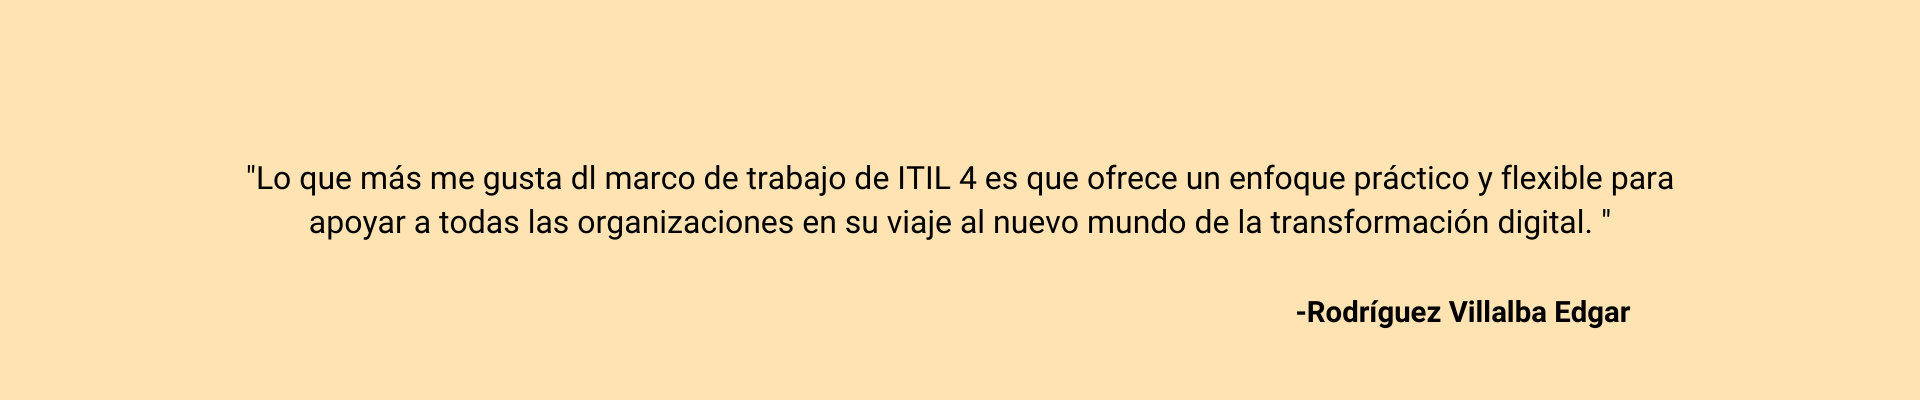 "Lo que más me gusta dl marco de trabajo de ITIL 4 es que ofrece un enfoque práctico y flexible para
apoyar a todas las organizaciones en su viaje al nuevo mundo de la transformación digital. "
-Rodríguez Villalba Edgar